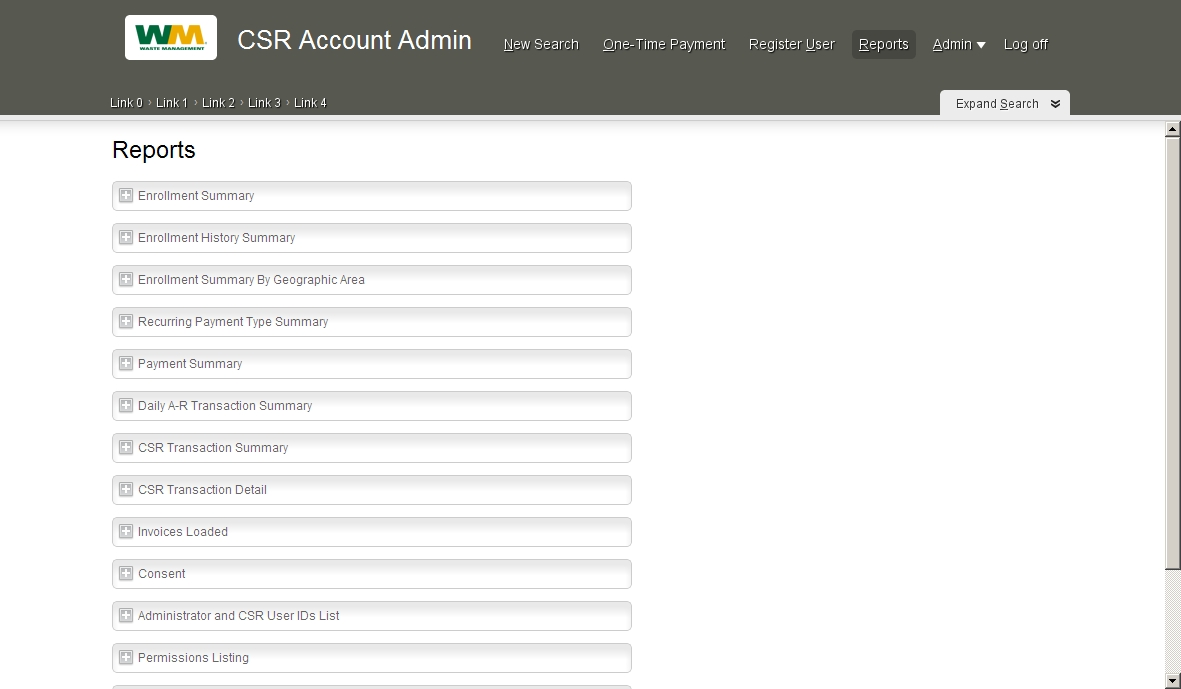 WM
WASTE MANAGEMENT
CSR Account Admin
New Search One-Time Payment Register User Reports Admin Log off
Link 0 › Link 1 › Link 2 › Link 3 › Link 4
Expand Search
Reports
Enrollment Summary
Enrollment History Summary
Enrollment Summary By Geographic Area
Recurring Payment Type Summary
Payment Summary
Daily A-R Transaction Summary
CSR Transaction Summary
CSR Transaction Detail
Invoices Loaded
Consent
Administrator and CSR User IDs List
Permissions Listing